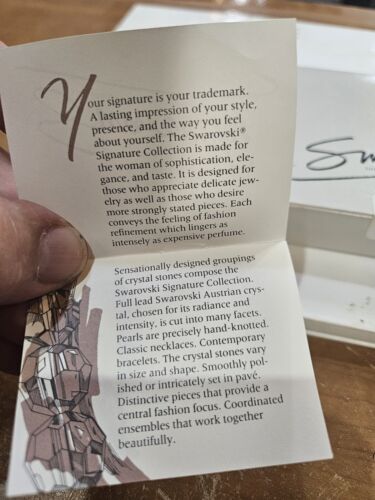 Your signature is your trademark.
A lasting impression of your style,
presence, and the way you feel
about yourself. The Swarovski®
Signature Collection is made for
the woman of sophistication, ele-
gance, and taste. It is designed for
those who appreciate delicate jew-
elry as well as those who desire
more strongly stated pieces. Each
conveys the feeling of fashion
refinement which lingers as
intensely as expensive perfume.
Sensationally designed groupings
of crystal stones compose the
Swarovski Signature Collection.
Full lead Swarovski Austrian crys-
tal, chosen for its radiance and
intensity, is cut into many facets.
Pearls are precisely hand-knotted.
Classic necklaces. Contemporary
bracelets. The crystal stones vary
in size and shape. Smoothly pol-
ished or intricately set in pavé.
Distinctive pieces that provide a
central fashion focus. Coordinated
ensembles that work together
beautifully.